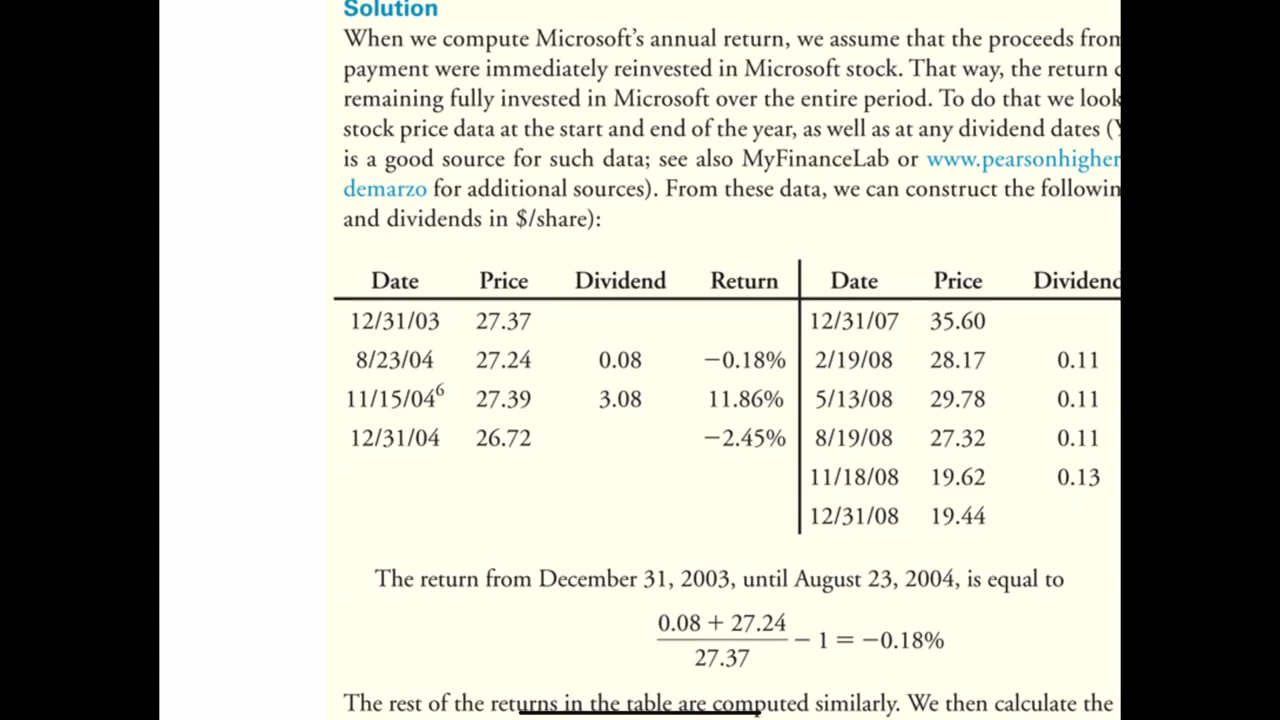 Solution
When we compute Microsoft's annual return, we assume that the proceeds from
payment were immediately reinvested in Microsoft stock. That way, the return
remaining fully invested in Microsoft over the entire period. To do that we look
stock price data at the start and end of the year, as well as at any dividend dates (
is a good source for such data; see also MyFinanceLab or www.pearsonhigher
demarzo for additional sources). From these data, we can construct the followin
and dividends in $/share):
Date Price Dividend Return Date Price Dividend
12/31/03 27.37 12/31/07 35.60
8/23/04 27.24 0.08 −0.18% 2/19/08 28.17 0.11
11/15/04⁶ 27.39 3.08 11.86% 5/13/08 29.78 0.11
12/31/04 26.72 −2.45% 8/19/08 27.32 0.11
11/18/08 19.62 0.13
12/31/08 19.44
The return from December 31, 2003, until August 23, 2004, is equal to
0.08 + 27.24
27.37
− 1 = −0.18%
The rest of the returns in the table are computed similarly. We then calculate the